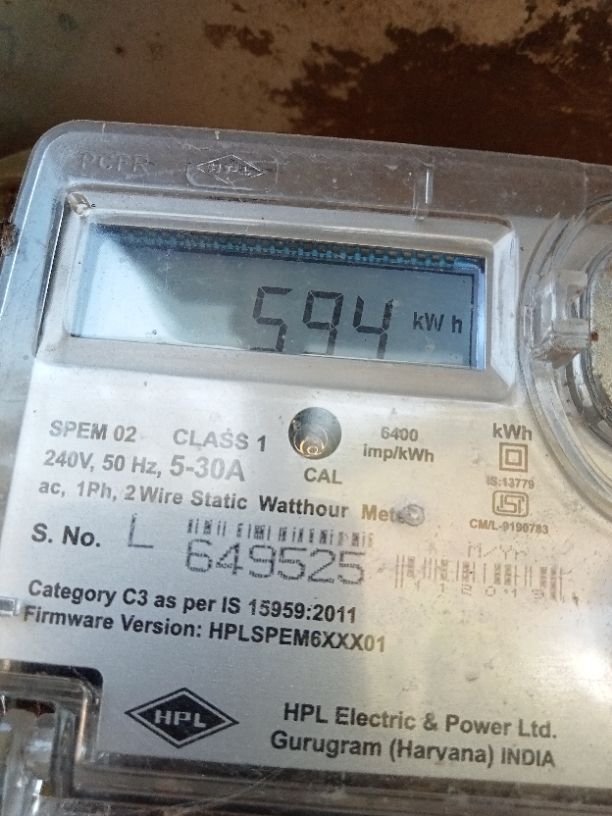 PCPR HPL
594 kWh
SPEM 02 CLASS 1 6400 kWh
240V, 50 Hz, 5-30A imp/kWh
CAL
IS:13779
ac, 1Ph, 2 Wire Static Watthour Meter
ISI
CM/L-9190783
S. No. L 649525
M/Yr
Category C3 as per IS 15959:2011
Firmware Version: HPLSPEM6XXX01
HPL
HPL Electric & Power Ltd.
Gurugram (Haryana) INDIA